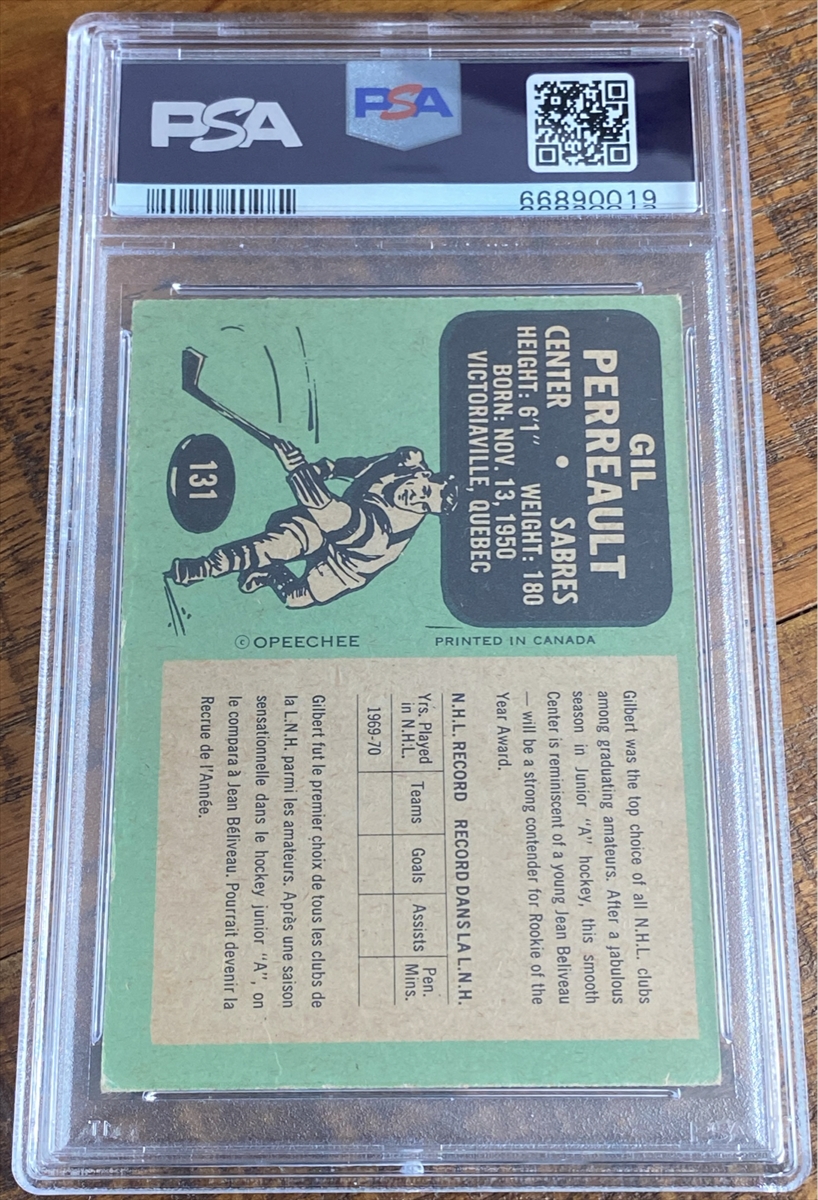 PSA
PSA
66890019
GIL
PERREAULT
CENTER • SABRES
HEIGHT: 6'1" WEIGHT: 180
BORN: NOV. 13, 1950
VICTORIAVILLE, QUEBEC
131
© OPEECHEE PRINTED IN CANADA
Gilbert was the top choice of all N.H.L. clubs
among graduating amateurs. After a fabulous
season in Junior "A" hockey, this smooth
Center is reminiscent of a young Jean Beliveau
— will be a strong contender for Rookie of the
Year Award.
N.H.L. RECORD RECORD DANS LA L.N.H.
Yrs. Played in N.H.L. Teams Goals Assists Pen. Mins.
1969-70
Gilbert fut le premier choix de tous les clubs de
la L.N.H. parmi les amateurs. Après une saison
sensationnelle dans le hockey junior "A", on
le compara à Jean Béliveau. Pourrait devenir la
Recrue de l'Année.